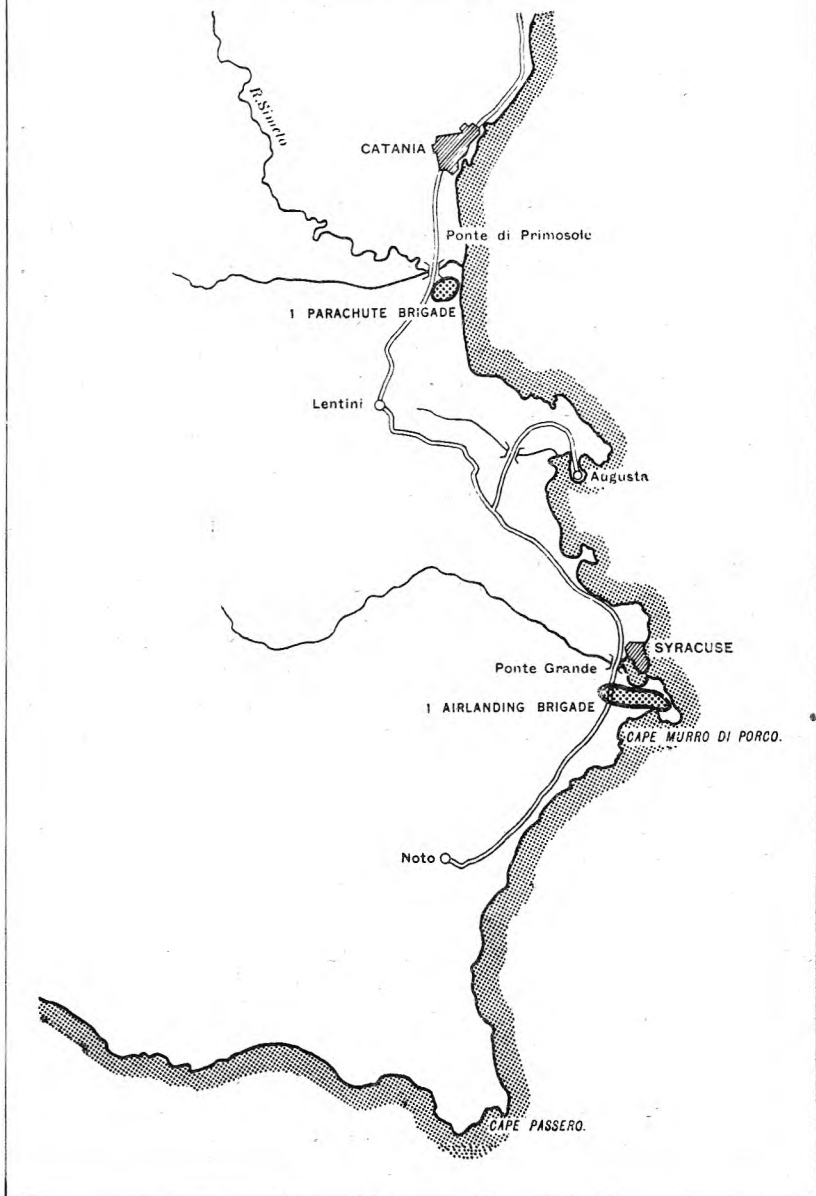 R. Simeto
CATANIA
Ponte di Primosole
1 PARACHUTE BRIGADE
Lentini
Augusta
SYRACUSE
Ponte Grande
1 AIRLANDING BRIGADE
CAPE MURRO DI PORCO.
Noto
CAPE PASSERO.